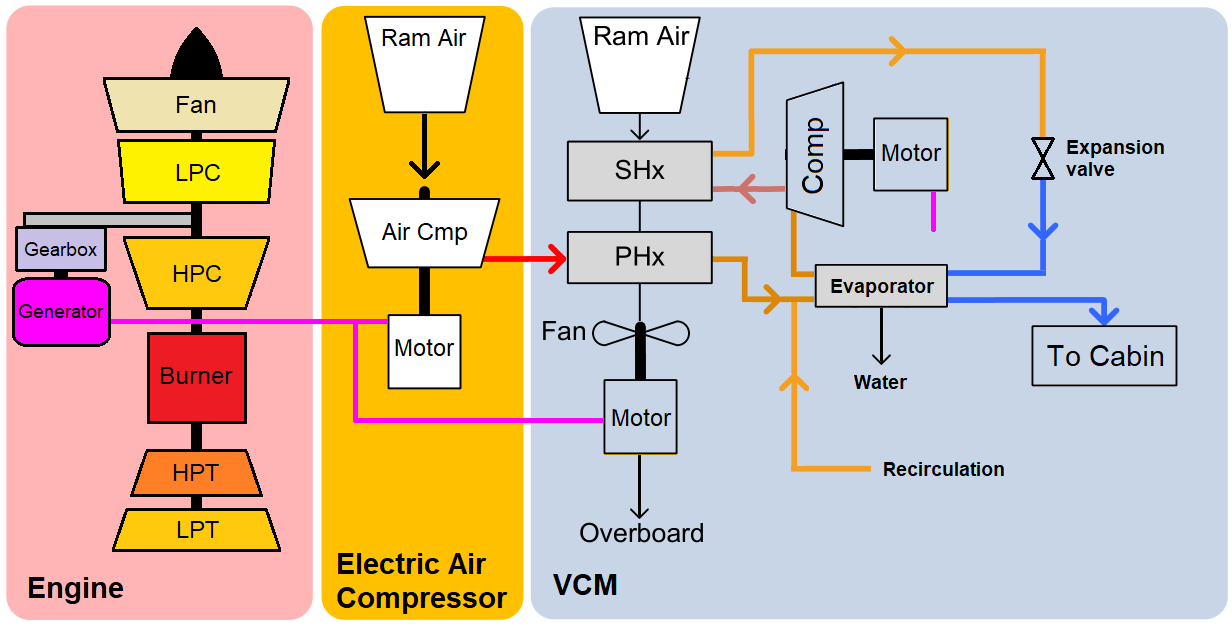 Fan
LPC
Gearbox
HPC
Generator
Burner
HPT
LPT
Engine
Ram Air
Air Cmp
Motor
Electric Air
Compressor
Ram Air
SHx
PHx
Fan
Motor
Overboard
VCM
Comp
Motor
Expansion
valve
Evaporator
Water
To Cabin
Recirculation